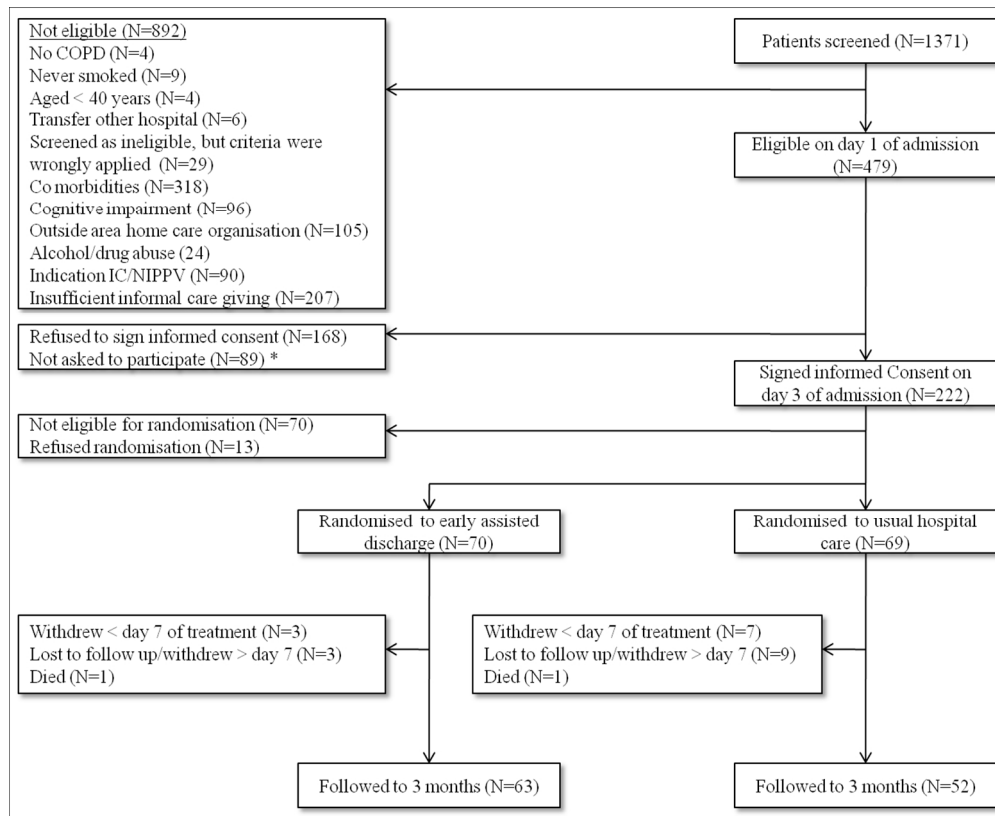 Patients screened (N=1371)
Not eligible (N=892)
No COPD (N=4)
Never smoked (N=9)
Aged < 40 years (N=4)
Transfer other hospital (N=6)
Screened as ineligible, but criteria were
wrongly applied (N=29)
Co morbidities (N=318)
Cognitive impairment (N=96)
Outside area home care organisation (N=105)
Alcohol/drug abuse (24)
Indication IC/NIPPV (N=90)
Insufficient informal care giving (N=207)
Eligible on day 1 of admission
(N=479)
Refused to sign informed consent (N=168)
Not asked to participate (N=89) *
Signed informed Consent on
day 3 of admission (N=222)
Not eligible for randomisation (N=70)
Refused randomisation (N=13)
Randomised to early assisted
discharge (N=70)
Randomised to usual hospital
care (N=69)
Withdrew < day 7 of treatment (N=3)
Lost to follow up/withdrew > day 7 (N=3)
Died (N=1)
Withdrew < day 7 of treatment (N=7)
Lost to follow up/withdrew > day 7 (N=9)
Died (N=1)
Followed to 3 months (N=63)
Followed to 3 months (N=52)